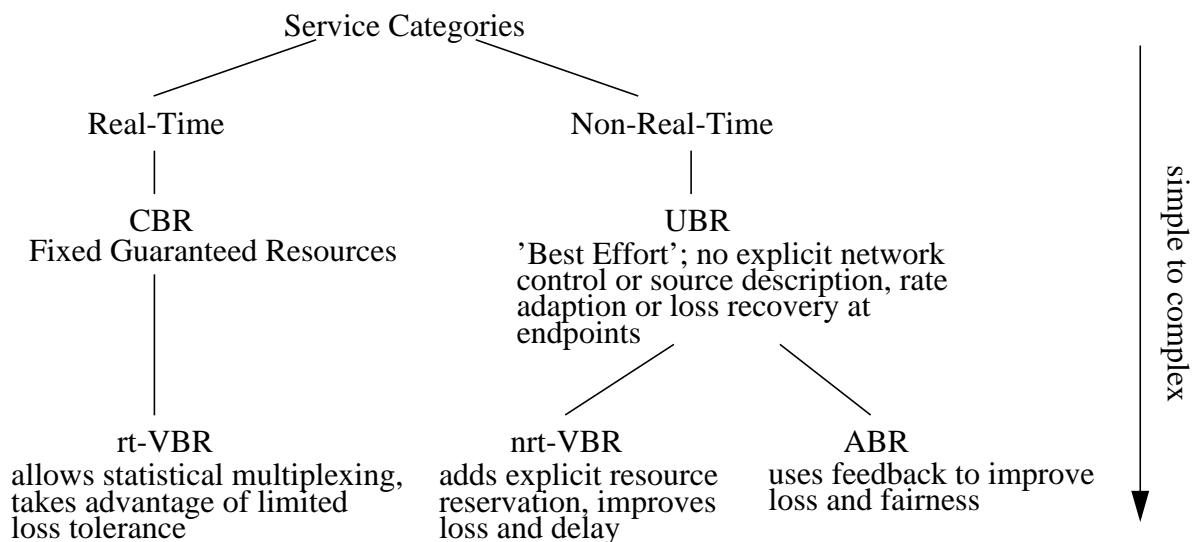 Service Categories
Real-Time
Non-Real-Time
CBR
Fixed Guaranteed Resources
UBR
’Best Effort’; no explicit network
control or source description, rate
adaption or loss recovery at
endpoints
rt-VBR
allows statistical multiplexing,
takes advantage of limited
loss tolerance
nrt-VBR
adds explicit resource
reservation, improves
loss and delay
ABR
uses feedback to improve
loss and fairness
simple to complex